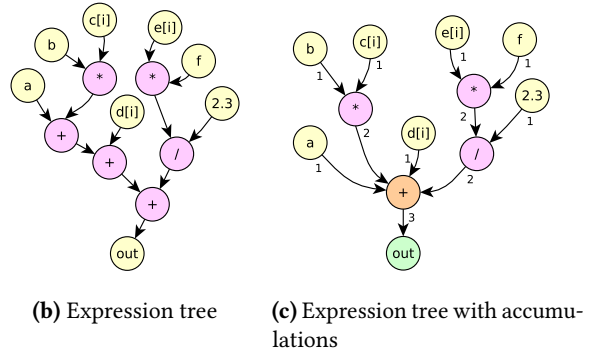 c[i] e[i]
b f
* *
a 2.3
d[i]
+ /
+
+
out
e[i] f
b c[i]
1 1 1 1
* 2.3
* 2 1
2
a d[i] /
1 1 2
+
3
out
(b) Expression tree
(c) Expression tree with accumu-
lations